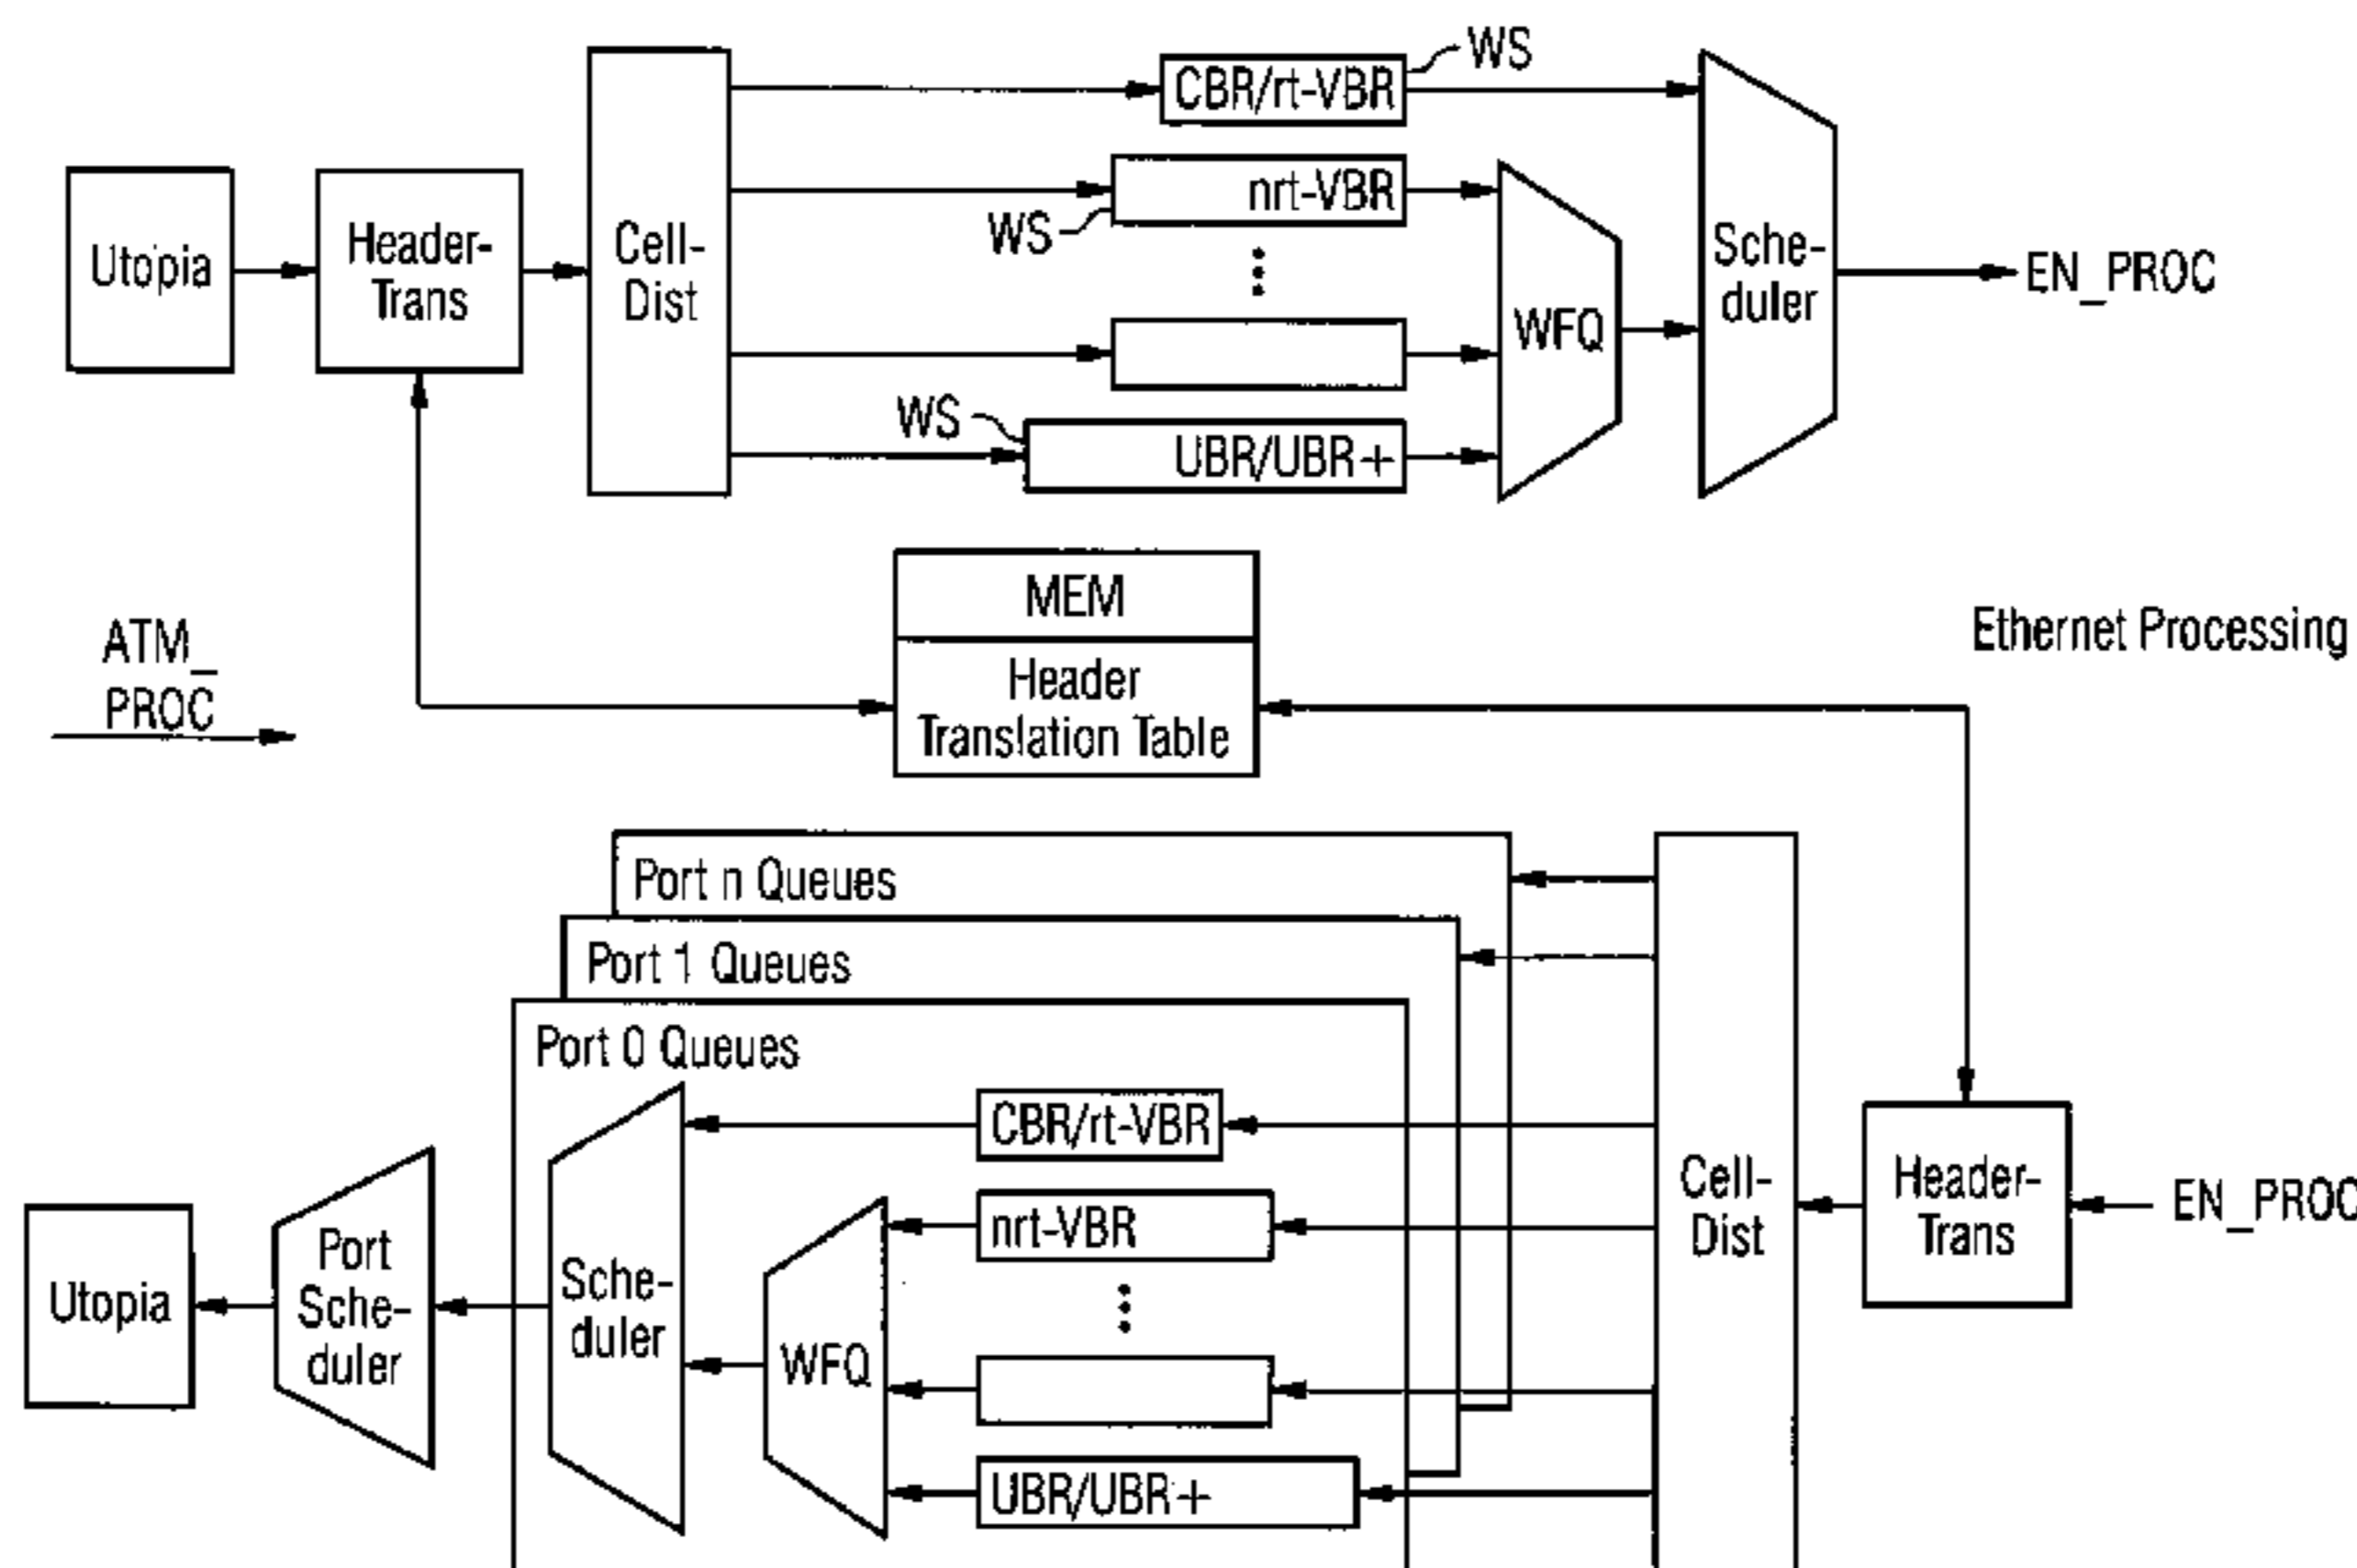 WS
CBR/rt-VBR
Utopia
Header-
Trans
Cell-
Dist
nrt-VBR
WS
Sche-
duler
EN_PROC
WFQ
WS
UBR/UBR+
MEM
Header
Translation Table
ATM_
PROC
Ethernet Processing
Port n Queues
Port 1 Queues
Port 0 Queues
CBR/rt-VBR
nrt-VBR
UBR/UBR+
Cell-
Dist
Header-
Trans
EN_PROC
Utopia
Port
Sche-
duler
Sche-
duler
WFQ